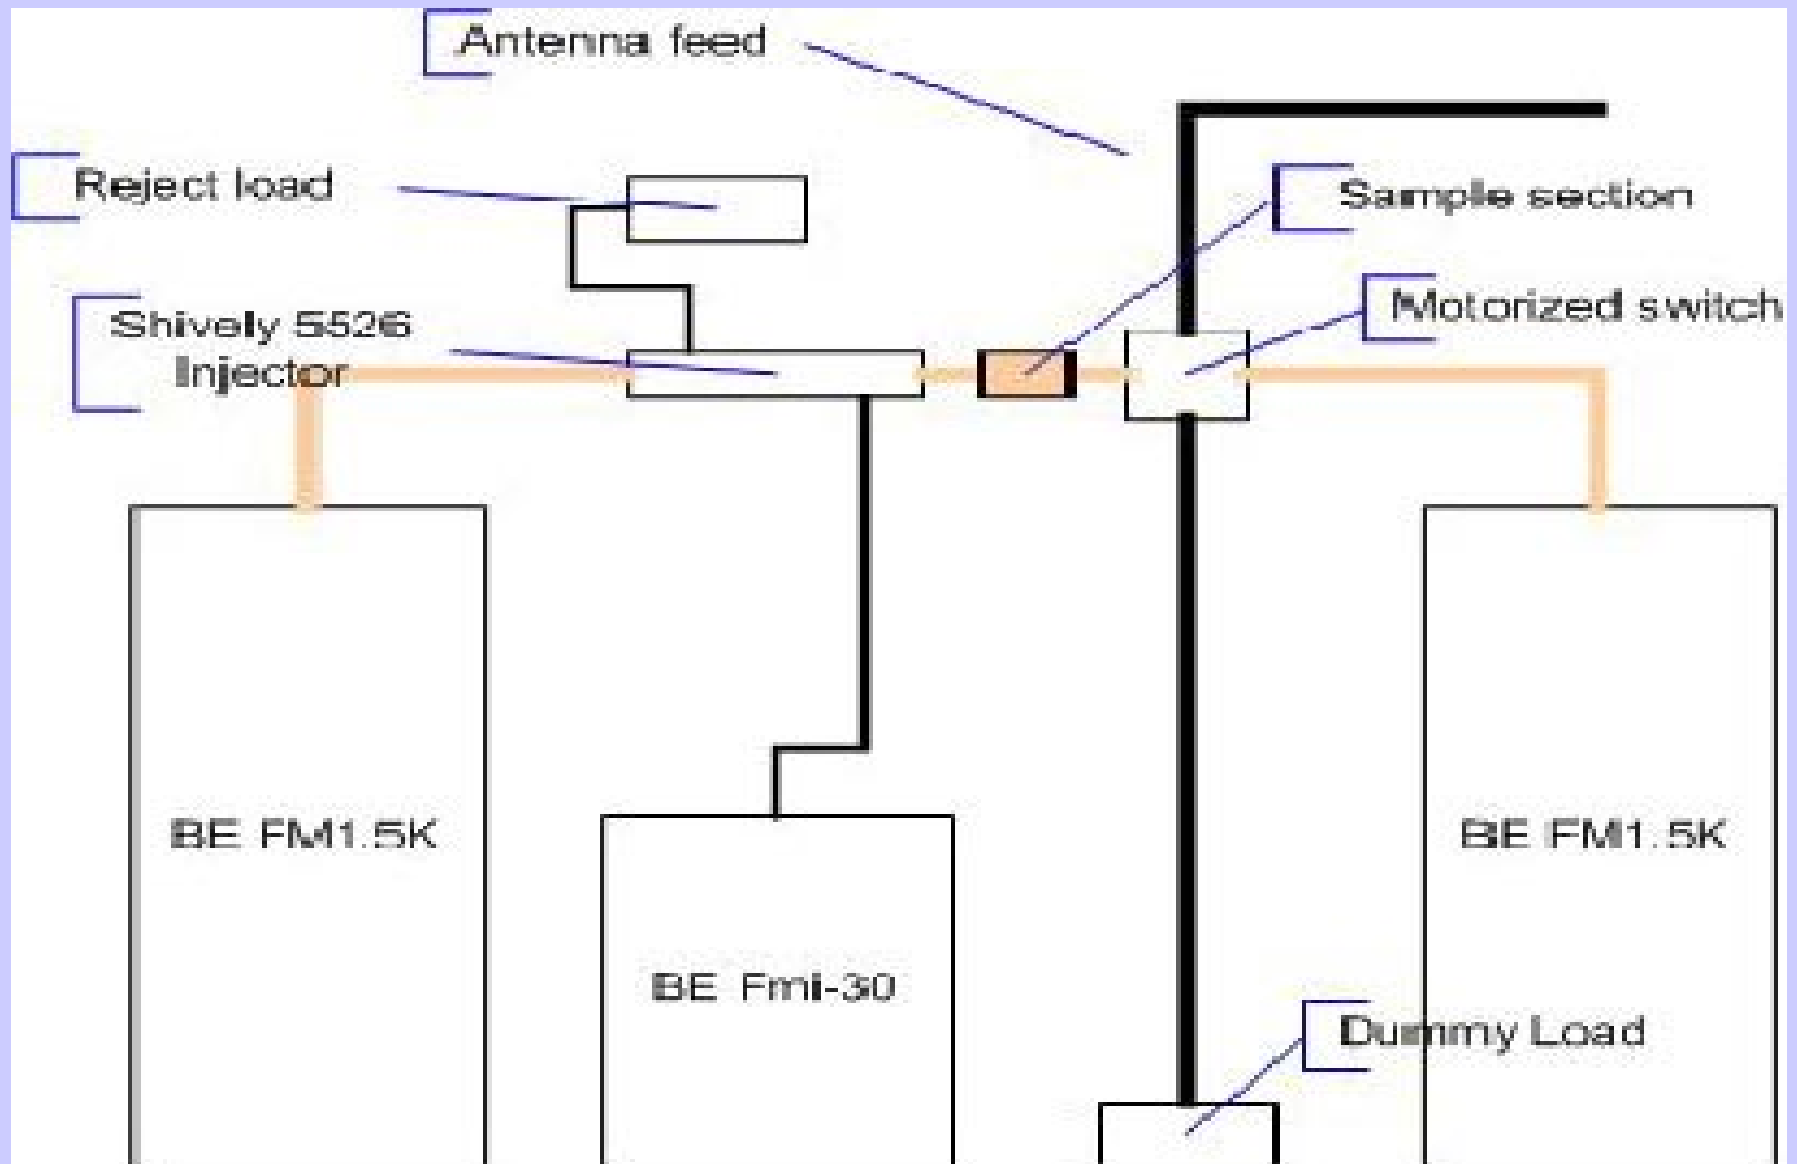 Antenna feed
Reject load
Sample section
Shively 5526
Injector
Motorized switch
BE FM1.5K
BE FM1.5K
BE Fmi-30
Dummy Load